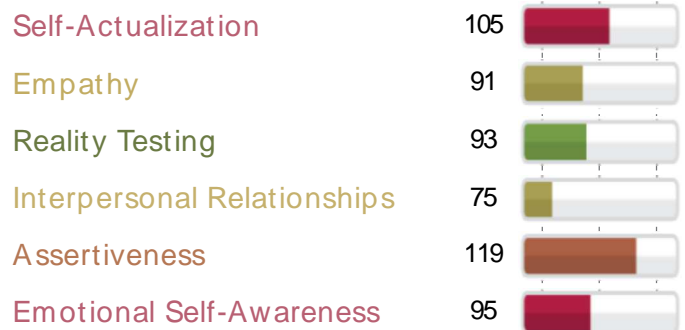 Self-Actualization 105
Empathy 91
Reality Testing 93
Interpersonal Relationships 75
Assertiveness 119
Emotional Self-Awareness 95